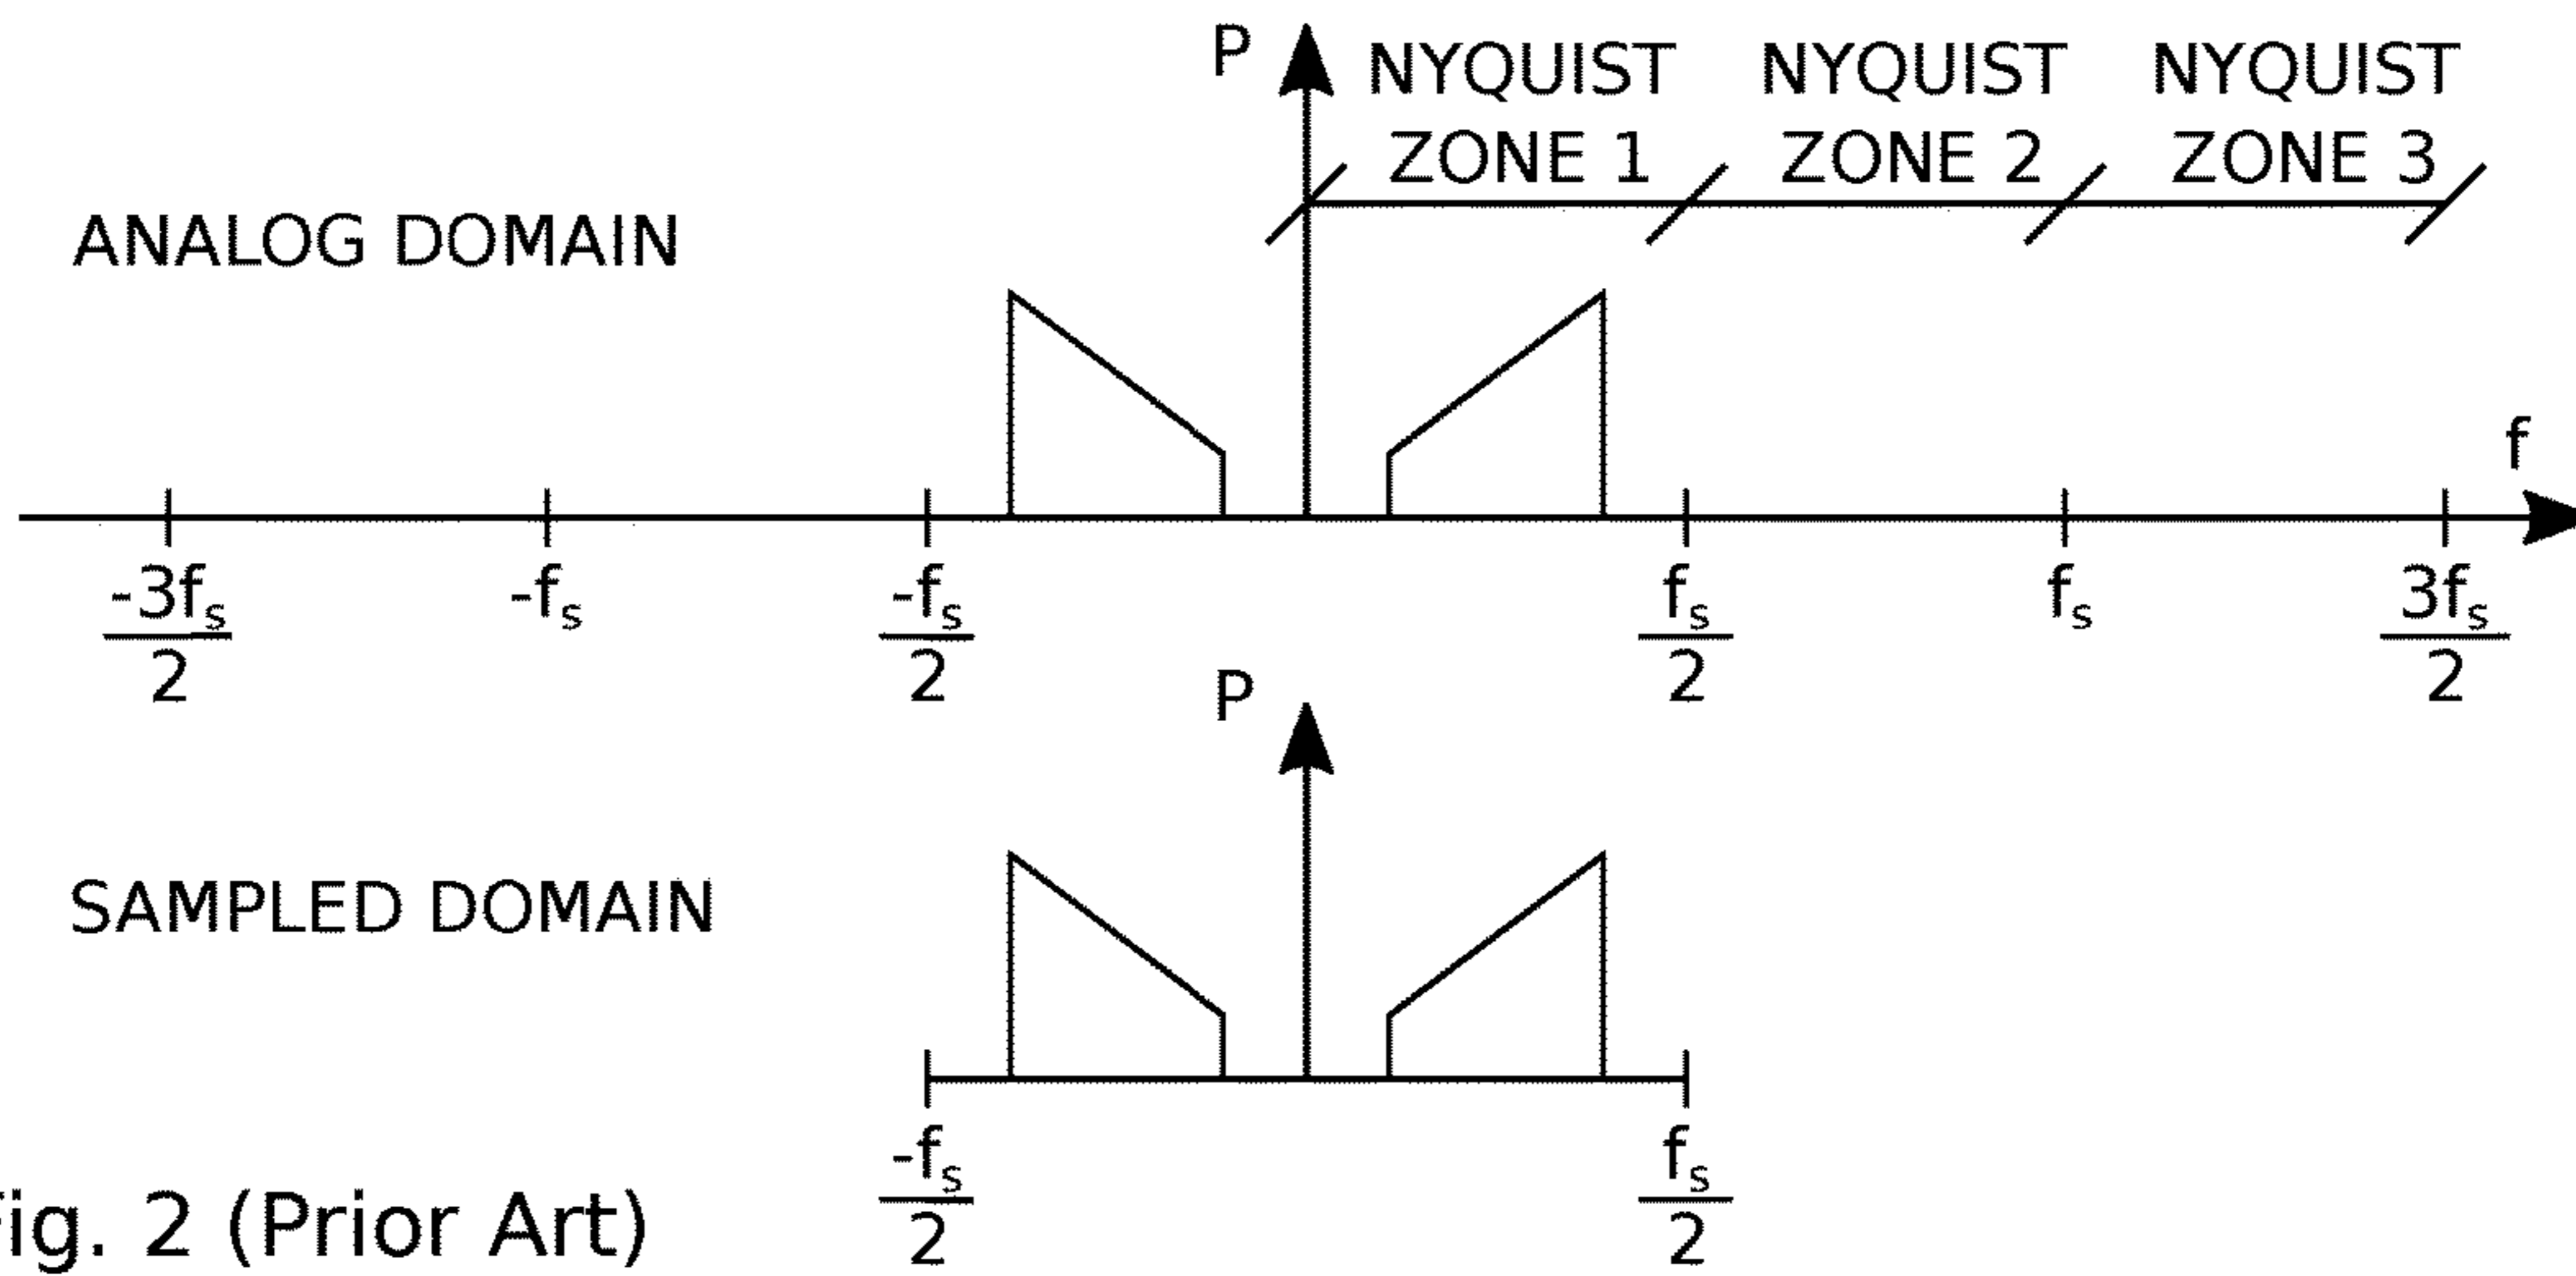 P
NYQUIST ZONE 1
NYQUIST ZONE 2
NYQUIST ZONE 3
ANALOG DOMAIN
f
-3fs
2
-fs
-fs
2
fs
2
fs
3fs
2
P
SAMPLED DOMAIN
-fs
2
fs
2
ig. 2 (Prior Art)